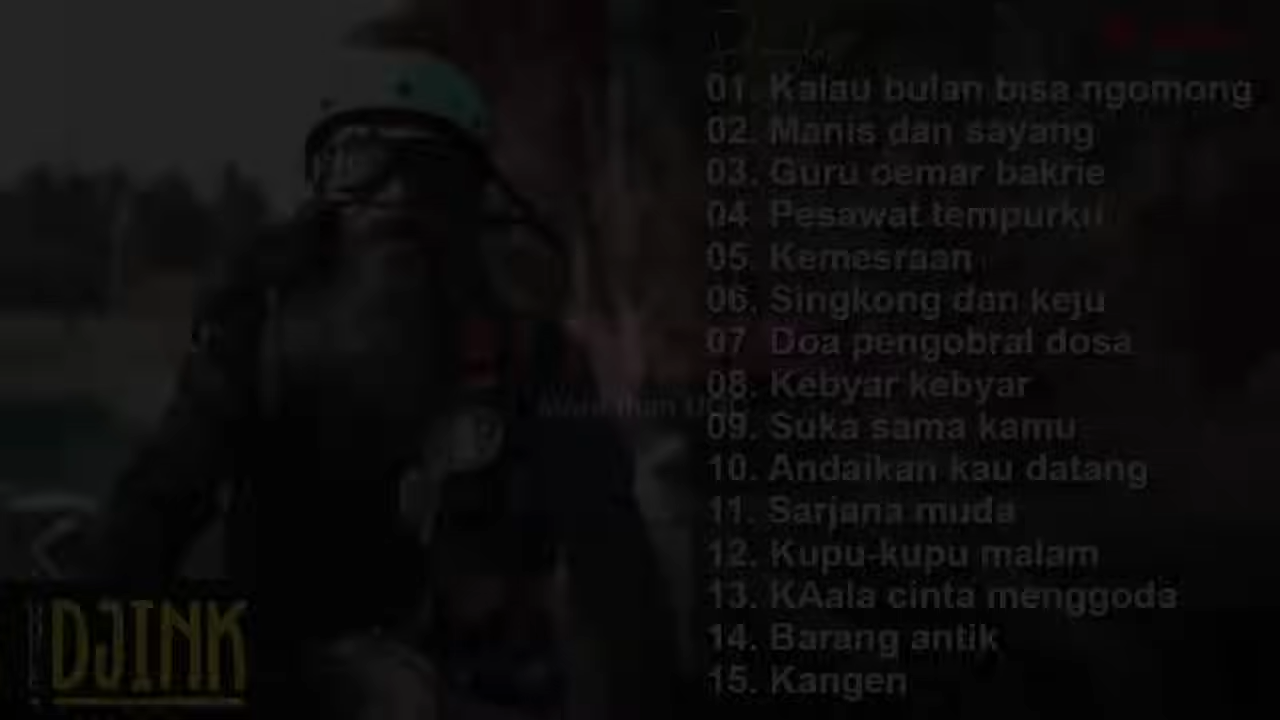 01. Kalau bulan bisa ngomong
02. Manis dan sayang
03. Guru oemar bakrie
04. Pesawat tempurku
05. Kemesraan
06. Singkong dan keju
07. Doa pengobral dosa
08. Kebyar kebyar
09. Suka sama kamu
10. Andaikan kau datang
11. Sarjana muda
12. Kupu-kupu malam
13. KAala cinta menggoda
14. Barang antik
15. Kangen
DJINK